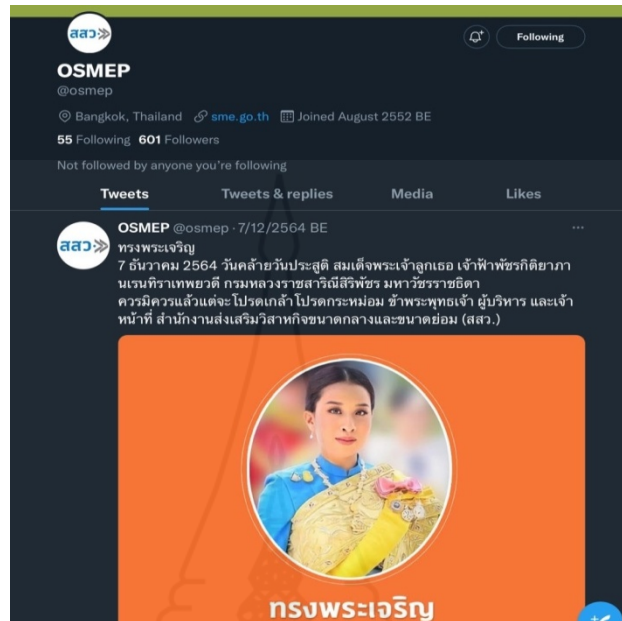 สสว
Following
OSMEP
@osmep
Bangkok, Thailand sme.go.th Joined August 2552 BE
55 Following 601 Followers
Not followed by anyone you're following
Tweets Tweets & replies Media Likes
สสว
OSMEP @osmep · 7/12/2564 BE
ทรงพระเจริญ
7 ธันวาคม 2564 วันคล้ายวันประสูติ สมเด็จพระเจ้าลูกเธอ เจ้าฟ้าพัชรกิติยาภา
นเรนทิราเทพยวดี กรมหลวงราชสาริณีสิริพัชร มหาวัชรราชธิดา
ควรมิควรแล้วแต่จะโปรดเกล้าโปรดกระหม่อม ข้าพระพุทธเจ้า ผู้บริหาร และเจ้า
หน้าที่ สำนักงานส่งเสริมวิสาหกิจขนาดกลางและขนาดย่อม (สสว.)
ทรงพระเจริญ